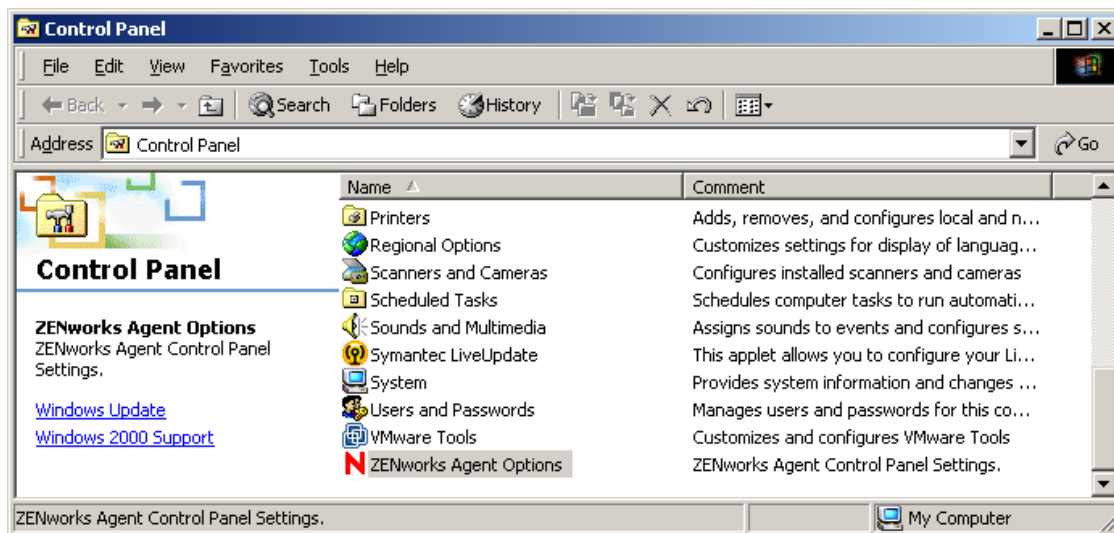 Control Panel
File Edit View Favorites Tools Help
Back Search Folders History
Address Control Panel Go
Name Comment
Printers Adds, removes, and configures local and n...
Regional Options Customizes settings for display of languag...
Scanners and Cameras Configures installed scanners and cameras
Scheduled Tasks Schedules computer tasks to run automati...
Sounds and Multimedia Assigns sounds to events and configures s...
Symantec LiveUpdate This applet allows you to configure your Li...
System Provides system information and changes ...
Users and Passwords Manages users and passwords for this co...
VMware Tools Customizes and configures VMware Tools
N ZENworks Agent Options ZENworks Agent Control Panel Settings.
Control Panel
ZENworks Agent Options
ZENworks Agent Control Panel
Settings.
Windows Update
Windows 2000 Support
ZENworks Agent Control Panel Settings. My Computer